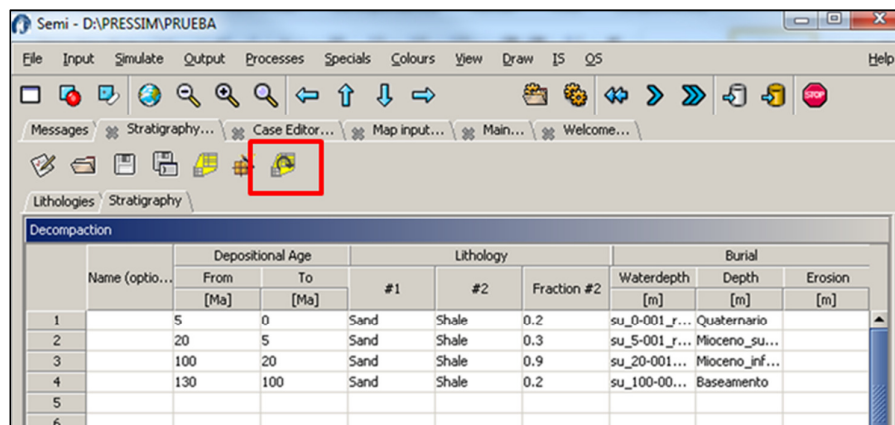 Semi - D:\PRESSIM\PRUEBA
File Input Simulate Output Processes Specials Colours View Draw IS OS Help
STOP
Messages Stratigraphy... Case Editor... Map input... Main... Welcome...
Lithologies Stratigraphy
Decompaction
Depositional Age Lithology Burial
Name (optio... From To #1 #2 Fraction #2 Waterdepth Depth Erosion
[Ma] [Ma] [m] [m] [m]
1 5 0 Sand Shale 0.2 su_0-001_r... Quaternario
2 20 5 Sand Shale 0.3 su_5-001_r... Mioceno_su...
3 100 20 Sand Shale 0.9 su_20-001... Mioceno_inf...
4 130 100 Sand Shale 0.2 su_100-00... Baseamento
5
6